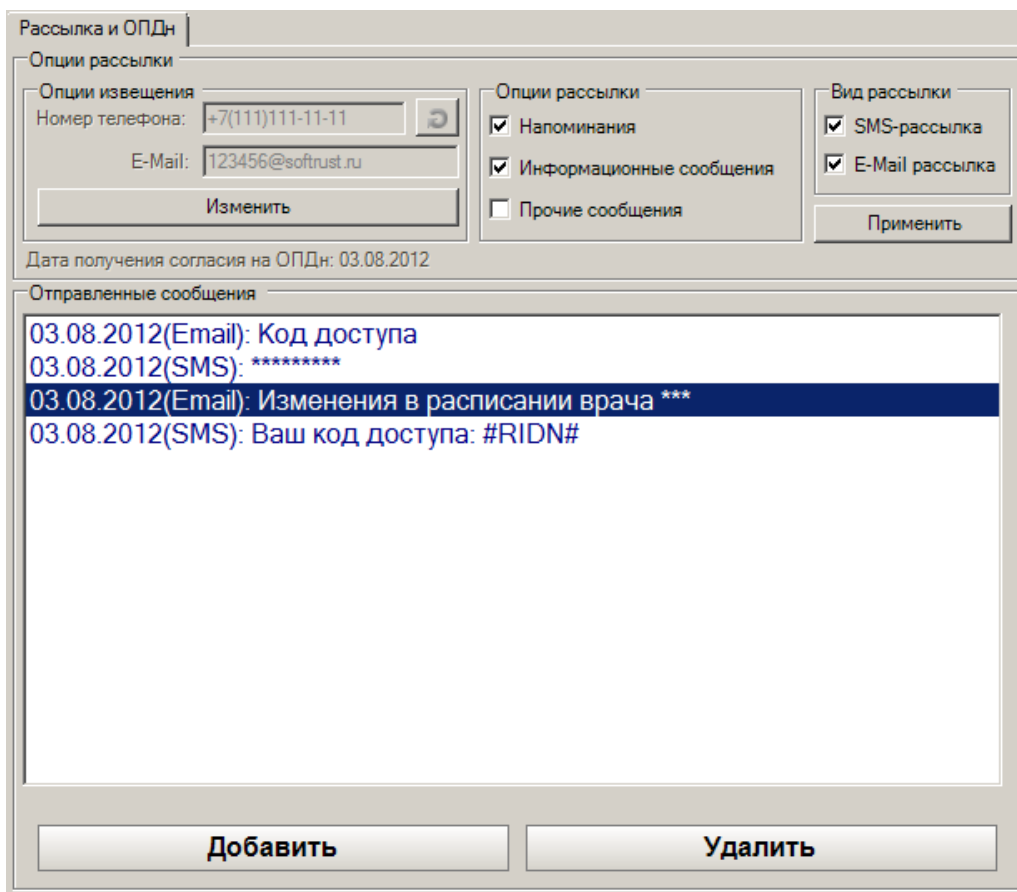 Рассылка и ОПДн
Опции рассылки
Опции извещения
Номер телефона: +7(111)111-11-11
E-Mail: 123456@softrust.ru
Изменить
Опции рассылки
Напоминания
Информационные сообщения
Прочие сообщения
Вид рассылки
SMS-рассылка
E-Mail рассылка
Применить
Дата получения согласия на ОПДн: 03.08.2012
Отправленные сообщения
03.08.2012(Email): Код доступа
03.08.2012(SMS): *********
03.08.2012(Email): Изменения в расписании врача ***
03.08.2012(SMS): Ваш код доступа: #RIDN#
Добавить
Удалить